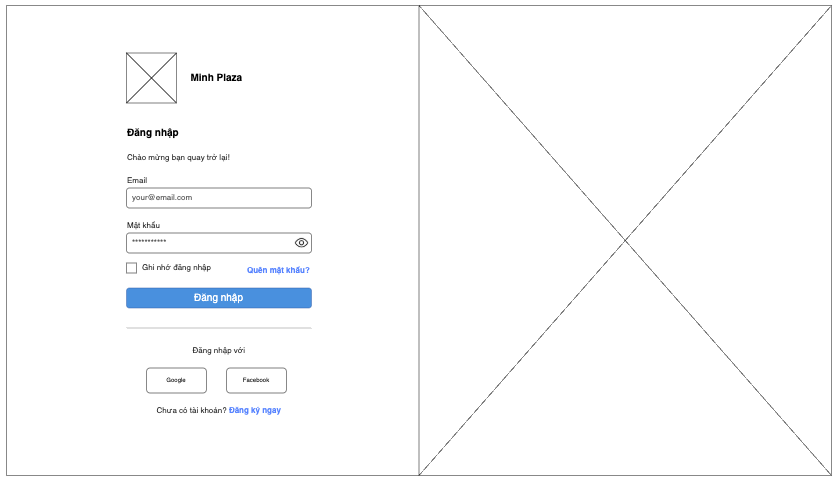 Minh Plaza
Đăng nhập
Chào mừng bạn quay trở lại!
Email
your@email.com
Mật khẩu
***********
Ghi nhớ đăng nhập
Quên mật khẩu?
Đăng nhập
Đăng nhập với
Google
Facebook
Chưa có tài khoản? Đăng ký ngay